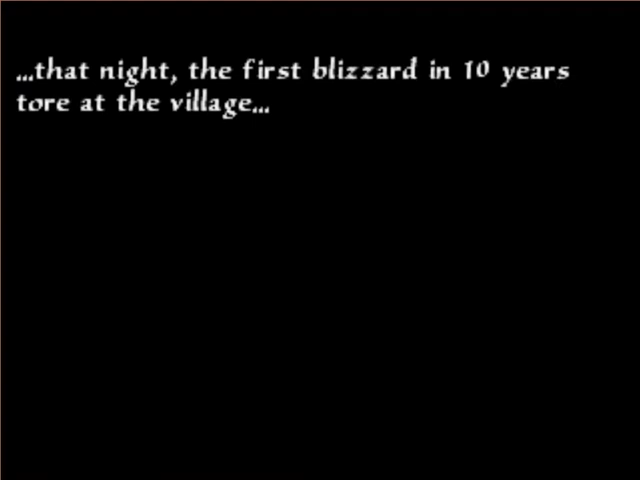 ...that night, the first blizzard in 10 years
tore at the village...